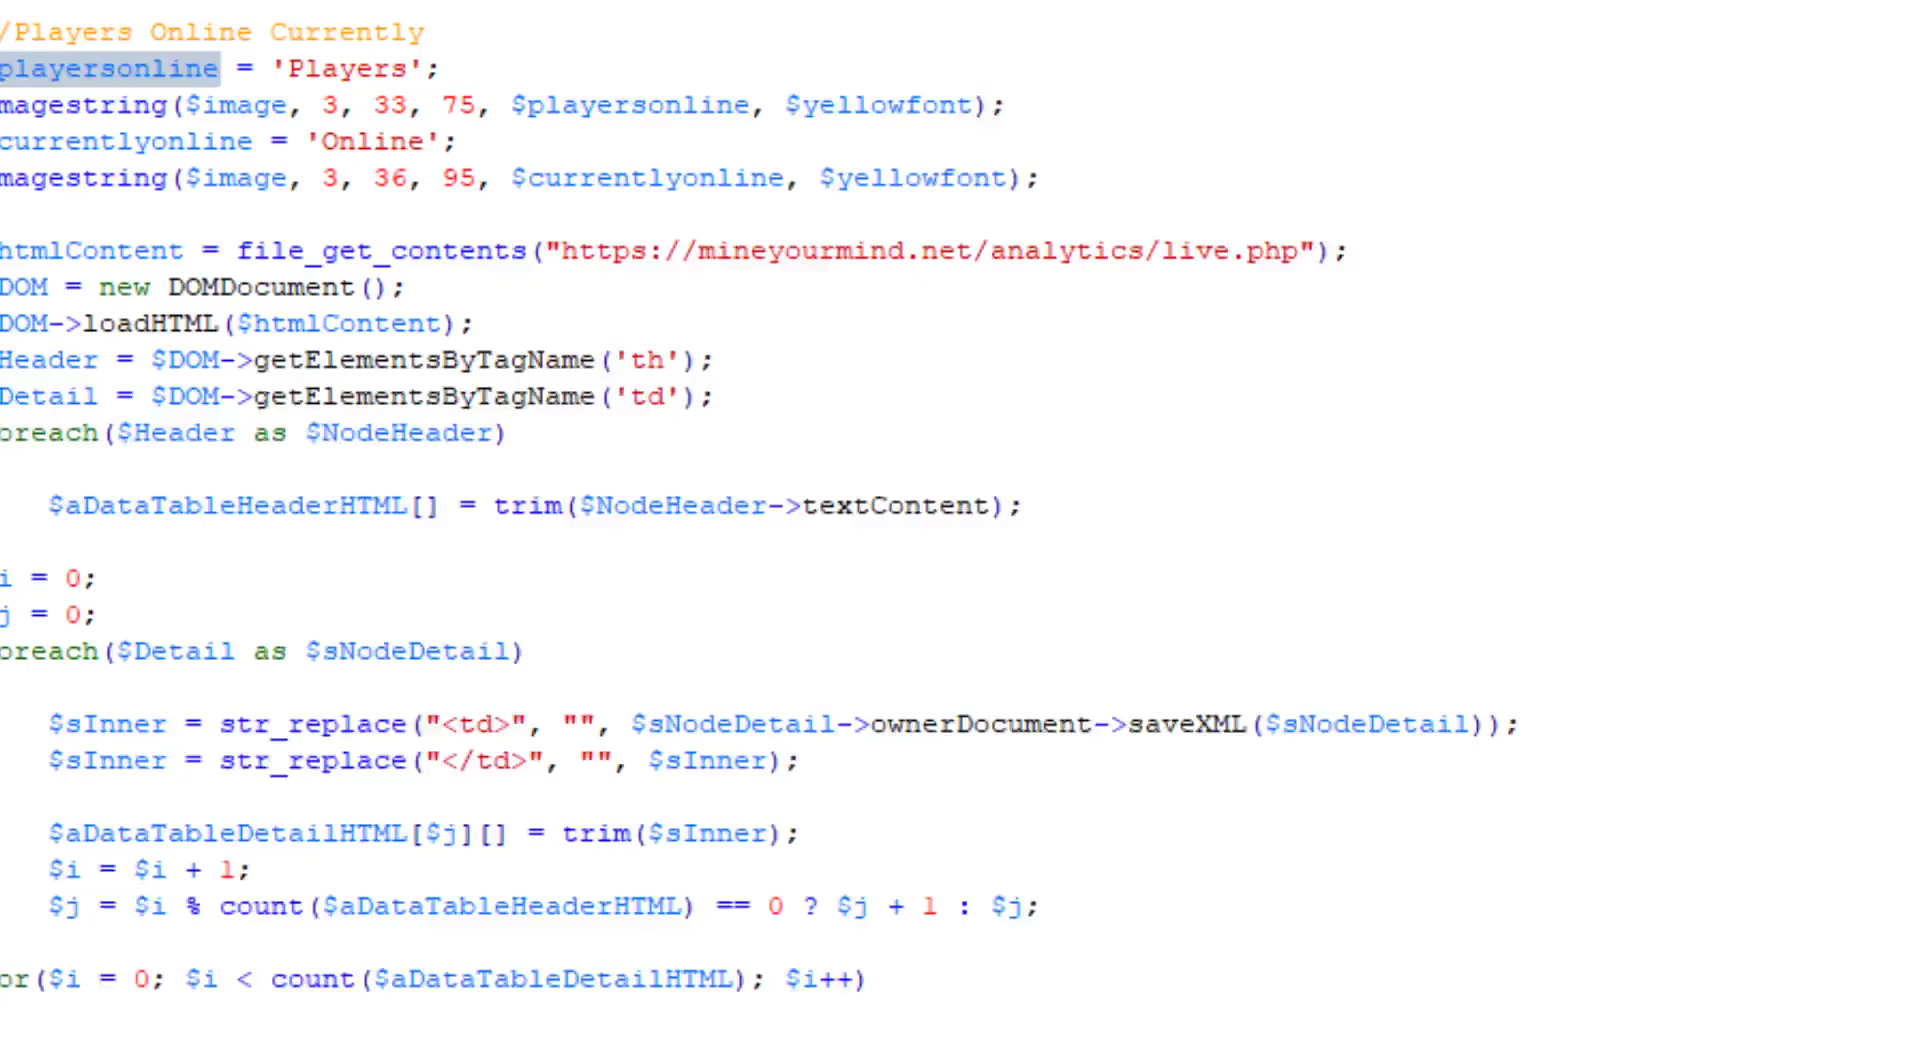 /Players Online Currently
playersonline = 'Players';
magestring($image, 3, 33, 75, $playersonline, $yellowfont);
currentlyonline = 'Online';
magestring($image, 3, 36, 95, $currentlyonline, $yellowfont);
htmlContent = file_get_contents("https://mineyourmind.net/analytics/live.php");
DOM = new DOMDocument();
DOM->loadHTML($htmlContent);
Header = $DOM->getElementsByTagName('th');
Detail = $DOM->getElementsByTagName('td');
oreach($Header as $NodeHeader)
$aDataTableHeaderHTML[] = trim($NodeHeader->textContent);
i = 0;
j = 0;
oreach($Detail as $sNodeDetail)
$sInner = str_replace("<td>", "", $sNodeDetail->ownerDocument->saveXML($sNodeDetail));
$sInner = str_replace("</td>", "", $sInner);
$aDataTableDetailHTML[$j][] = trim($sInner);
$i = $i + 1;
$j = $i % count($aDataTableHeaderHTML) == 0 ? $j + 1 : $j;
or($i = 0; $i < count($aDataTableDetailHTML); $i++)